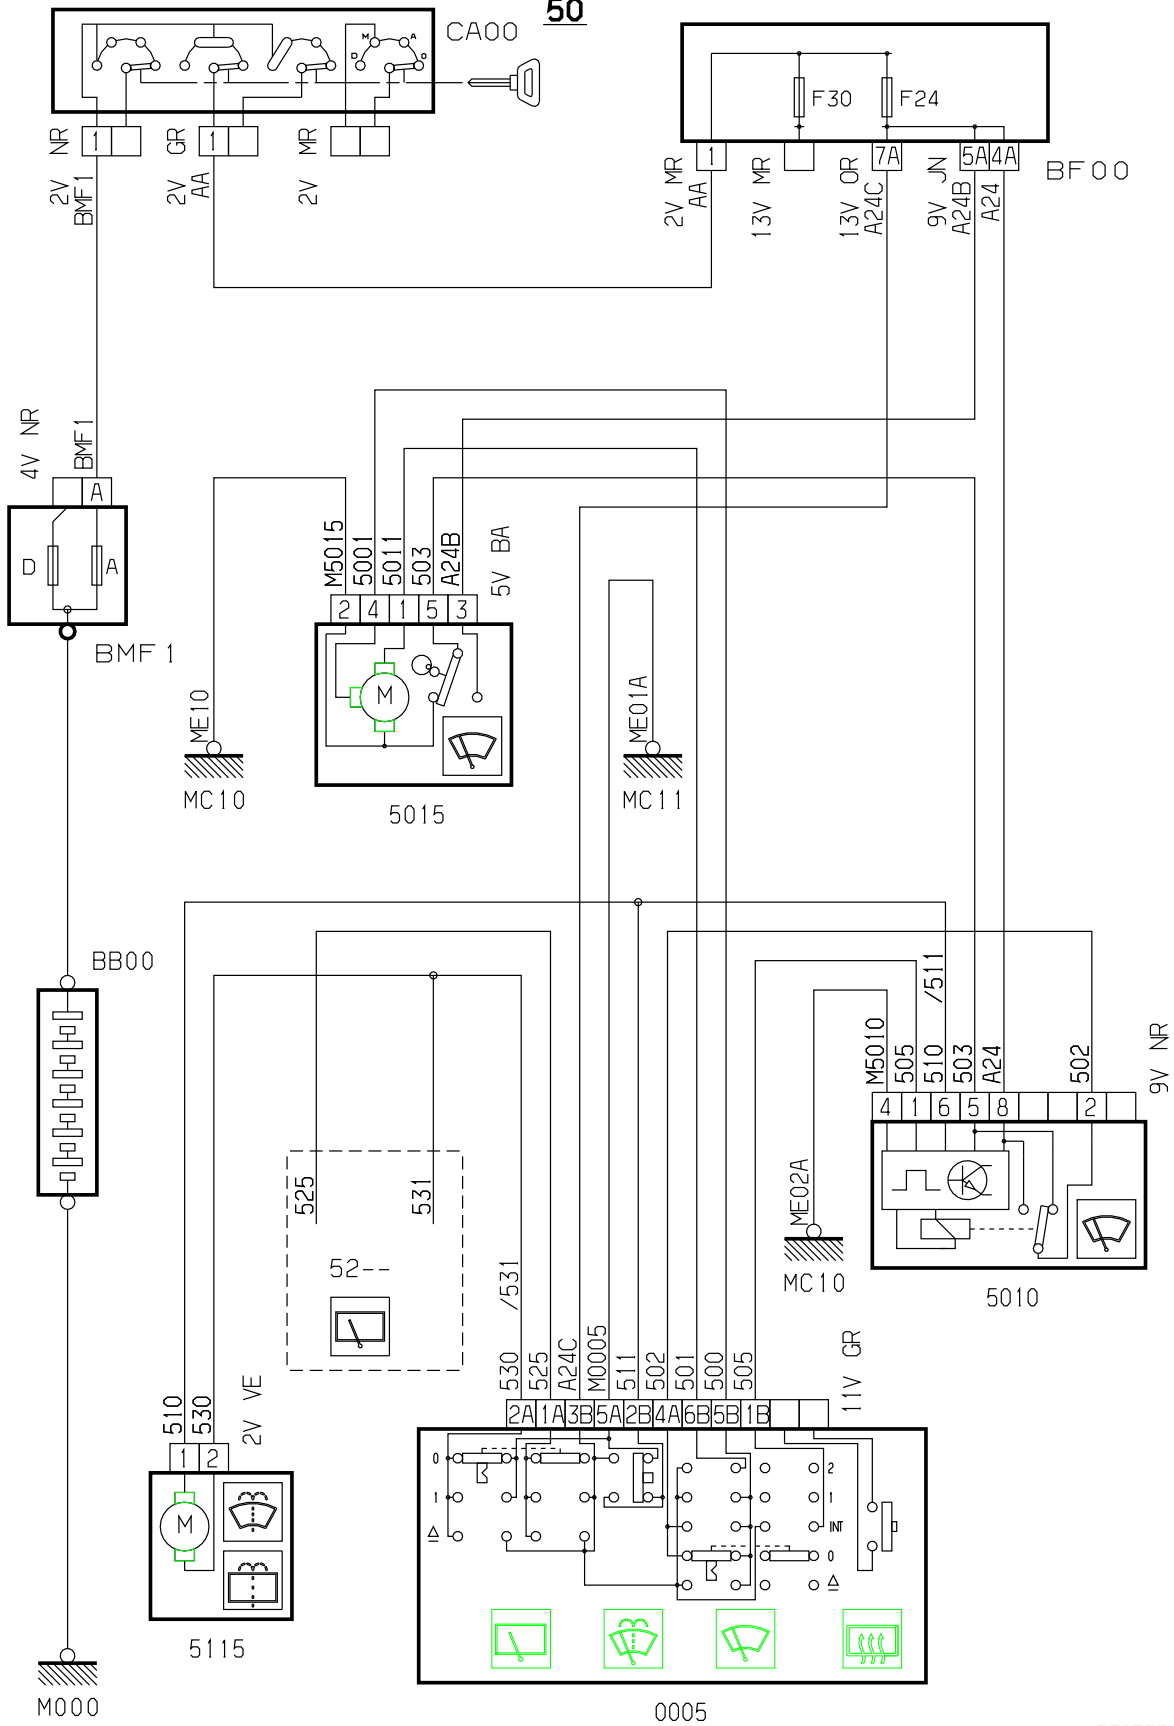 50
CA00
M A
D O
F30 F24
1 1
1 7A 5A 4A
BF00
2V NR
BMF1
2V GR
AA
2V MR
2V MR
AA
13V MR
13V OR
A24C
9V JN
A24B
A24
4V NR
BMF1
A
D A
BMF1
M5015
5001
5011
503
A24B
5V BA
2 4 1 5 3
M
5015
ME10
MC10
ME01A
MC11
BB00
/511
M5010
505
510
503
A24
502
9V NR
4 1 6 5 8 2
5010
ME02A
MC10
525
531
52--
/531
530
525
A24C
M0005
511
502
501
500
505
11V GR
2A 1A 3B 5A 2B 4A 6B 5B 1B
0
1
2
1
INT
0
0005
510
530
2V VE
1 2
M
5115
M000